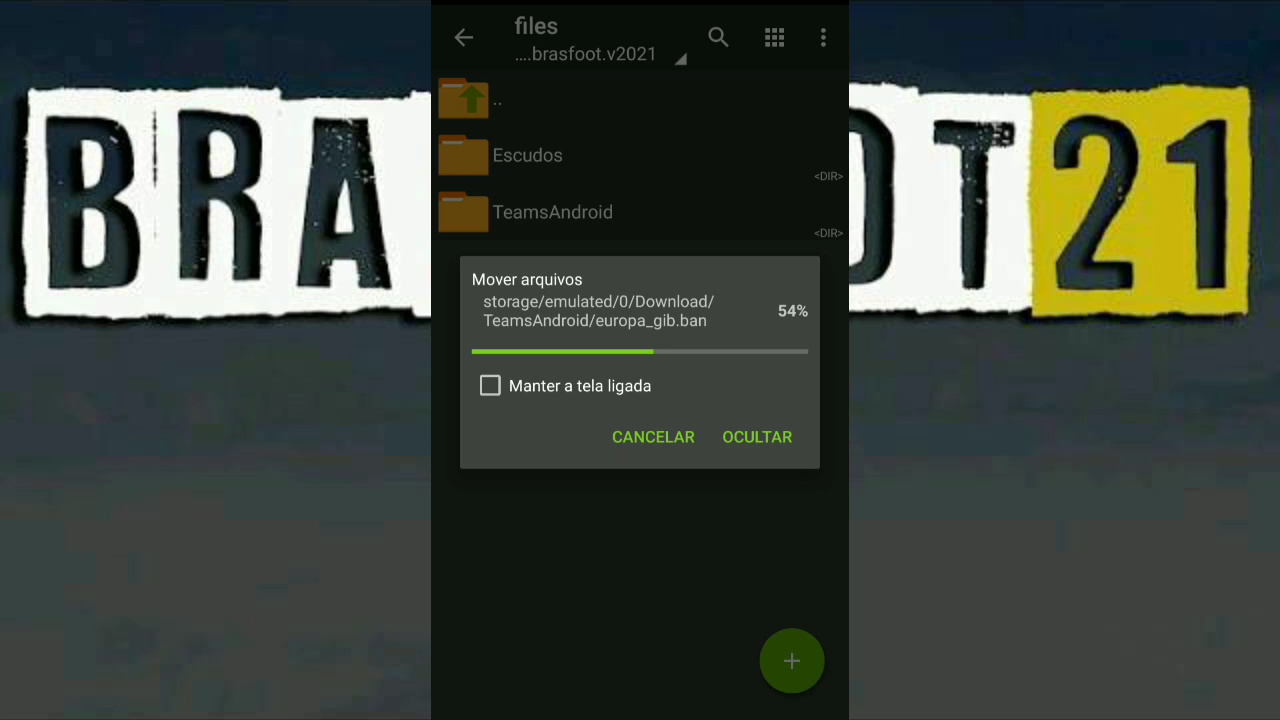 files
....brasfoot.v2021
..
Escudos
<DIR>
TeamsAndroid
<DIR>
Mover arquivos
storage/emulated/0/Download/
TeamsAndroid/europa_gib.ban
54%
Manter a tela ligada
CANCELAR OCULTAR
BRA OT21